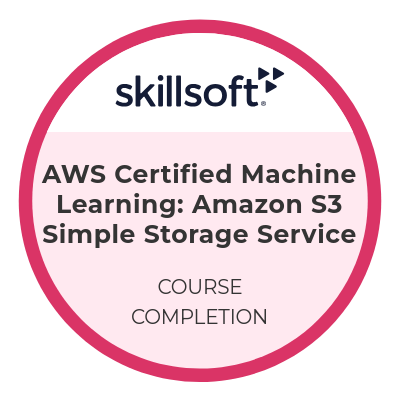 skillsoft®
AWS Certified Machine
Learning: Amazon S3
Simple Storage Service
COURSE
COMPLETION